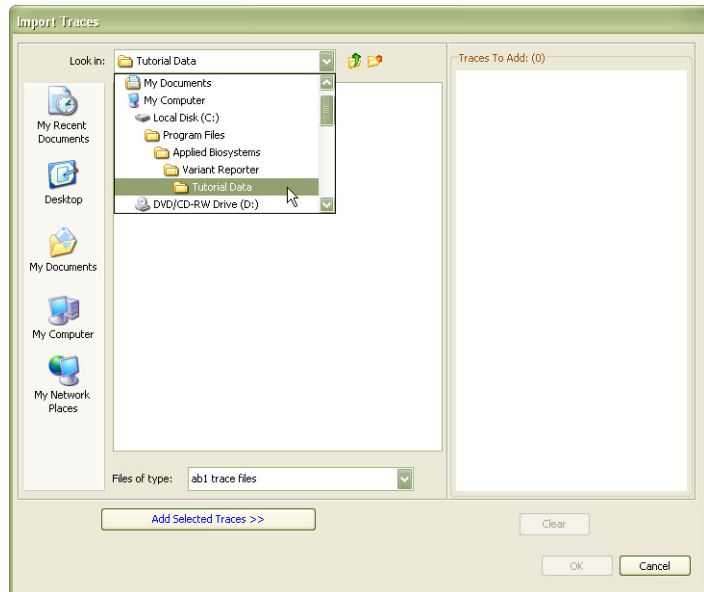 Import Traces
Look in:
Tutorial Data
Traces To Add: (0)
My Documents
My Computer
Local Disk (C:)
Program Files
Applied Biosystems
Variant Reporter
Tutorial Data
DVD/CD-RW Drive (D:)
My Recent
Documents
Desktop
My Documents
My Computer
My Network
Places
Files of type:
ab1 trace files
Add Selected Traces >>
Clear
OK
Cancel